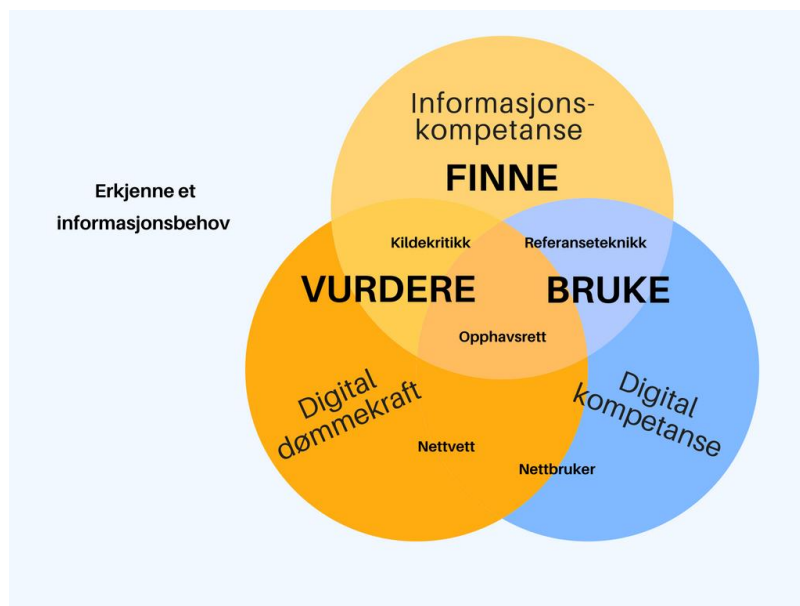 Informasjons-
kompetanse
FINNE
Erkjenne et
informasjonsbehov
Kildekritikk
Referanseteknikk
VURDERE
BRUKE
Opphavsrett
Digital
dømmekraft
Digital
kompetanse
Nettvett
Nettbruker